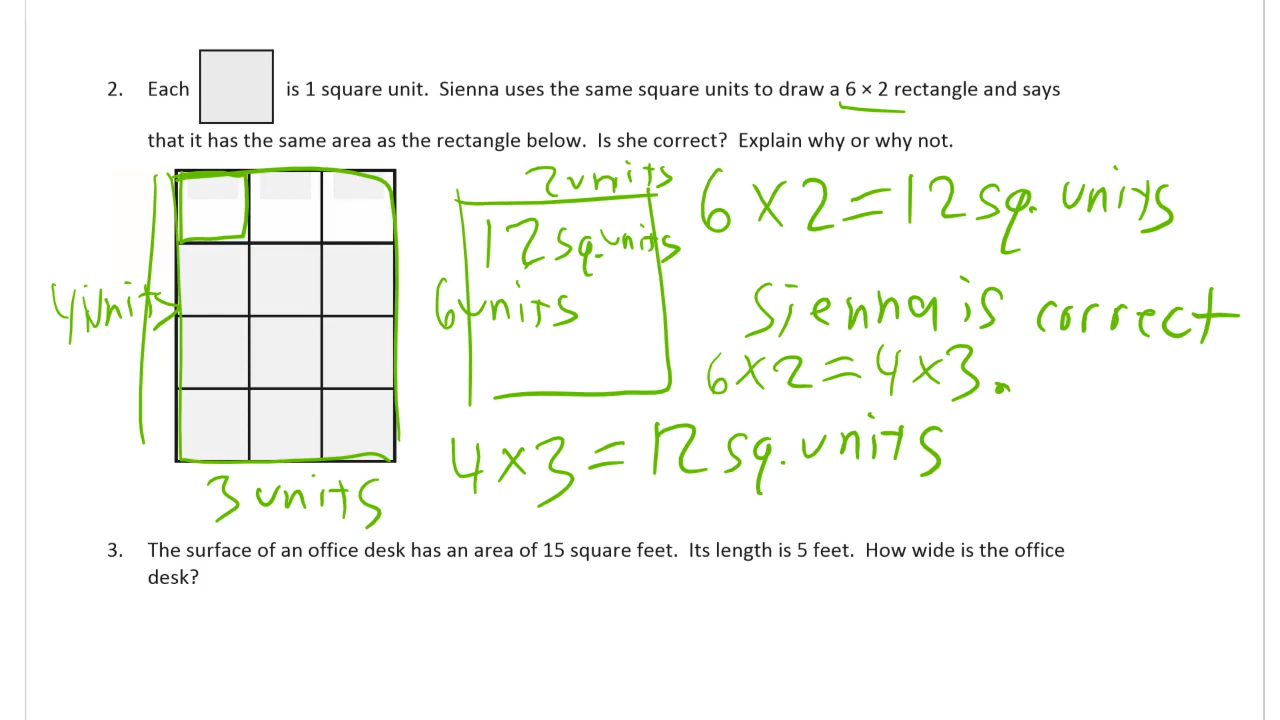 2. Each is 1 square unit. Sienna uses the same square units to draw a 6 × 2 rectangle and says
that it has the same area as the rectangle below. Is she correct? Explain why or why not.
2 units
6 × 2 = 12 sq. units
12 sq. units
4 units
6 units
Sienna is correct
6 × 2 = 4 × 3.
4 × 3 = 12 sq. units
3 units
3. The surface of an office desk has an area of 15 square feet. Its length is 5 feet. How wide is the office
desk?